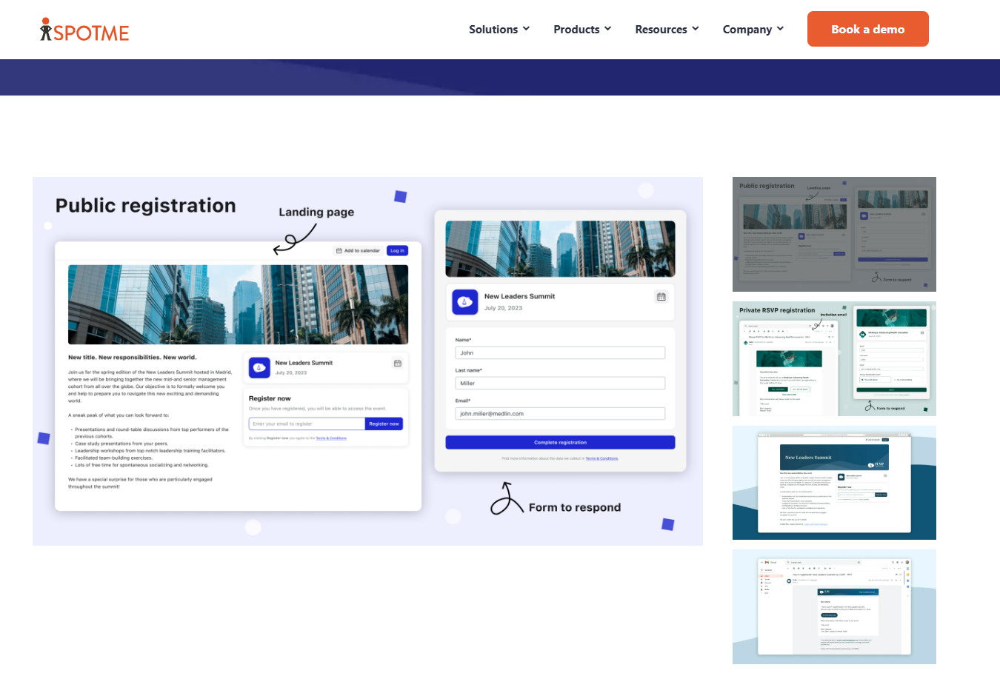 SPOTME
Solutions
Products
Resources
Company
Book a demo
Public registration
Landing page
Add to calendar
Log in
New title. New responsibilities. New world.
Join us for the spring edition of the New Leaders Summit hosted in Madrid,
where we will be bringing together the new mid-and senior management
cohort from all over the globe. Our objective is to formally welcome you
and help to prepare you to navigate this new exciting and demanding
world.
A sneak peak of what you can look forward to:
• Presentations and round-table discussions from top performers of the
previous cohorts.
• Case study presentations from your peers.
• Leadership workshops from top notch leadership training facilitators.
• Facilitated team-building exercises.
• Lots of free time for spontaneous socializing and networking.
We have a special surprise for those who are particularly engaged
throughout the summit!
New Leaders Summit
July 20, 2023
Register now
Once you have registered, you will be able to access the event.
Enter your email to register
Register now
By clicking Register now you agree to the Terms & Conditions.
New Leaders Summit
July 20, 2023
Name*
John
Last name*
Miller
Email*
john.miller@medlin.com
Complete registration
Find more information about the data we collect in Terms & Conditions.
Form to respond
Public registration
Landing page
Form to respond
Private RSVP registration
Invitation email
Form to respond
New Leaders Summit
Register now